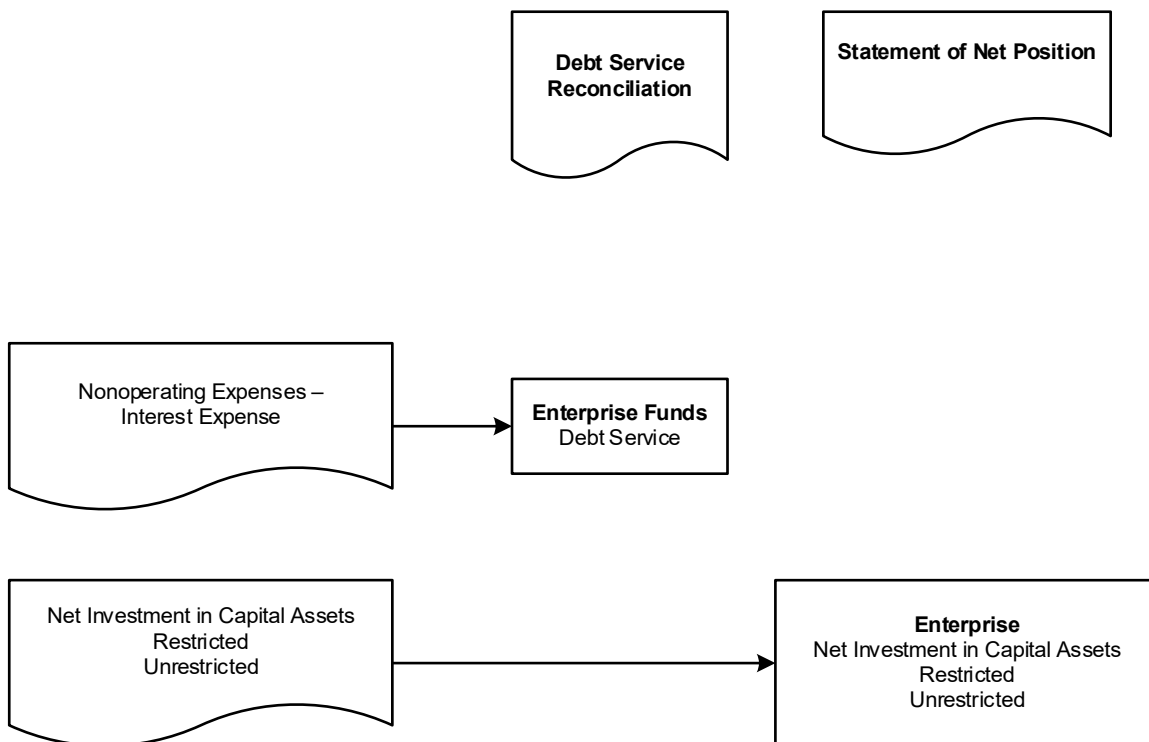 Debt Service
Reconciliation
Statement of Net Position
Nonoperating Expenses –
Interest Expense
Enterprise Funds
Debt Service
Net Investment in Capital Assets
Restricted
Unrestricted
Enterprise
Net Investment in Capital Assets
Restricted
Unrestricted